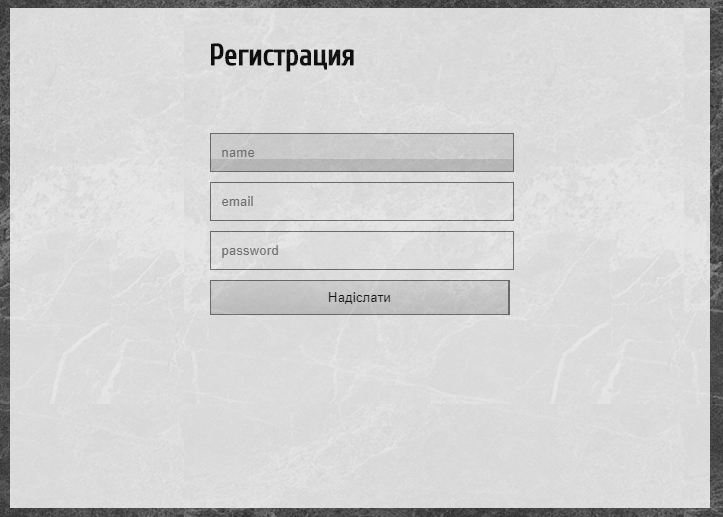 Регистрация
name
email
password
Надіслати